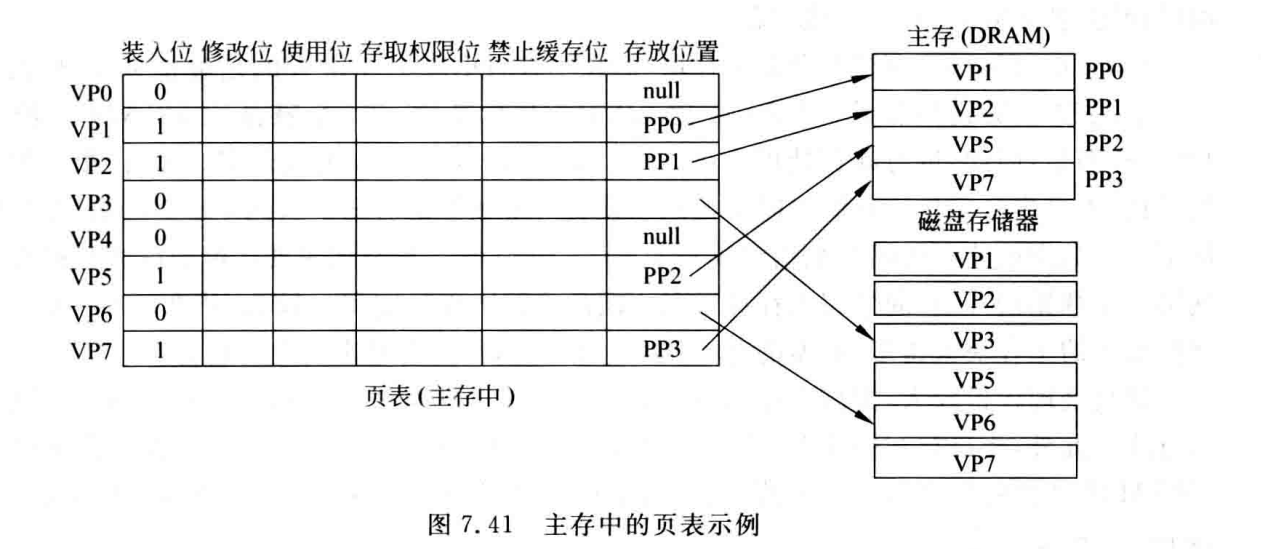 装入位 修改位 使用位 存取权限位 禁止缓存位 存放位置
VP0 0 null
VP1 1 PP0
VP2 1 PP1
VP3 0
VP4 0 null
VP5 1 PP2
VP6 0
VP7 1 PP3
页表(主存中)
主存(DRAM)
VP1 PP0
VP2 PP1
VP5 PP2
VP7 PP3
磁盘存储器
VP1
VP2
VP3
VP5
VP6
VP7
图 7.41 主存中的页表示例